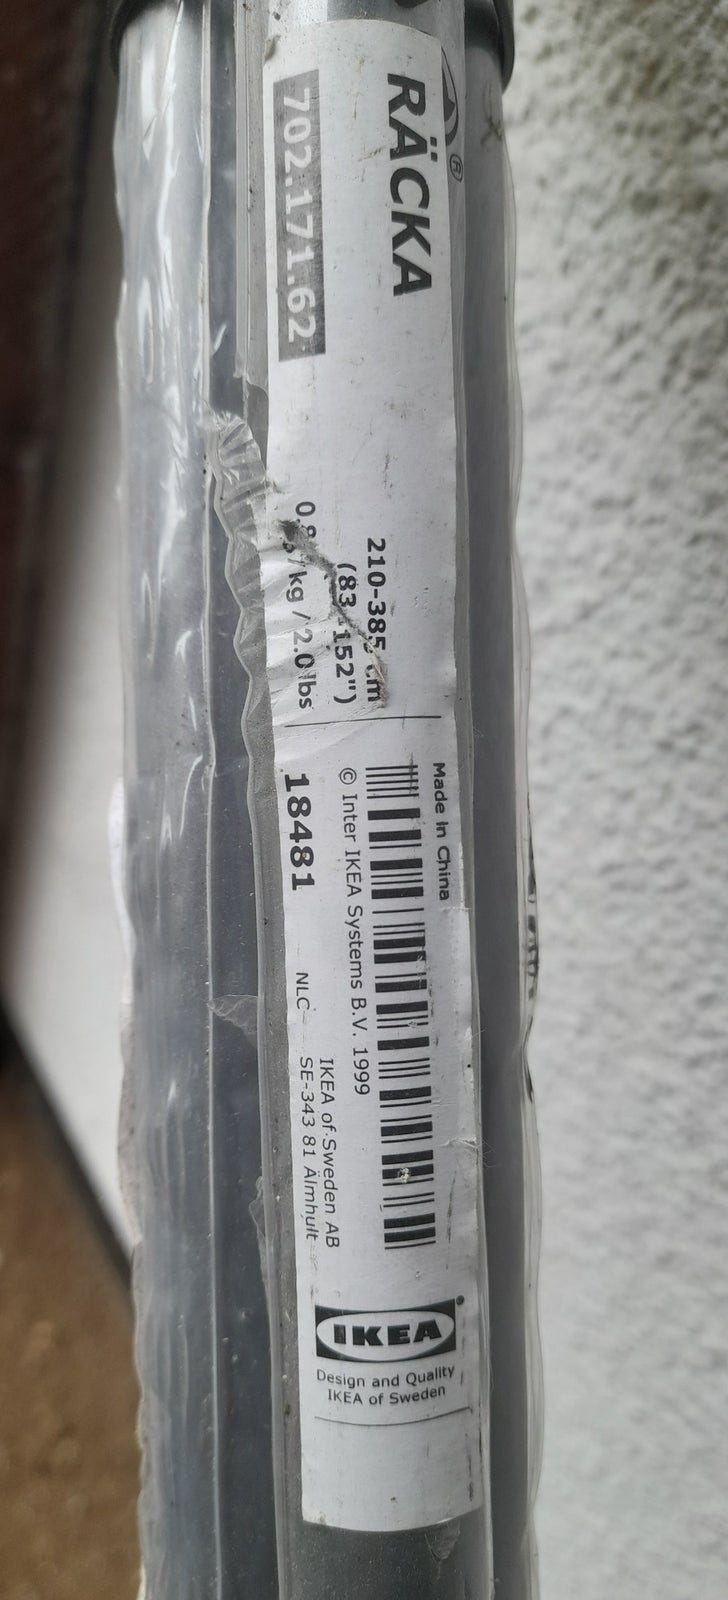 RÄCKA
®
702.171.62
210-385 cm
(83-152")
kg / 2.0 lbs
Made in China
© Inter IKEA Systems B.V. 1999
18481
NLC
IKEA of Sweden AB
SE-343 81 Älmhult
IKEA
Design and Quality
IKEA of Sweden